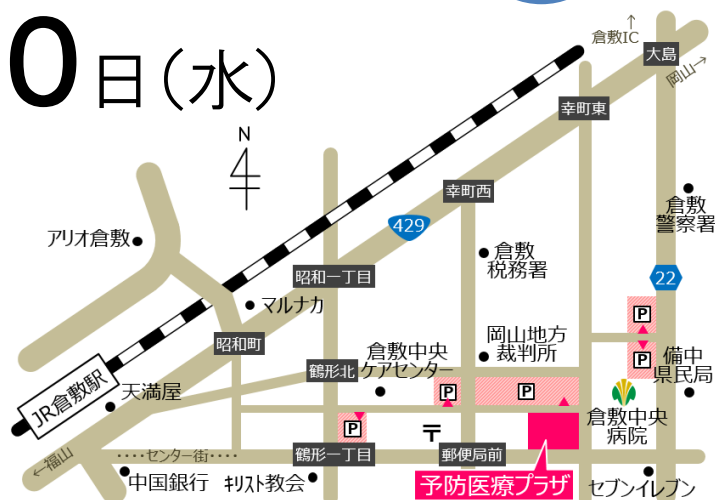 0日(水)
↑
倉敷IC
大島
岡山→
幸町東
N
幸町西
倉敷
警察署
アリオ倉敷
429
倉敷
税務署
昭和一丁目
22
マルナカ
P
昭和町
岡山地方
裁判所
倉敷中央
ケアセンター
P
備中
県民局
鶴形北
JR倉敷駅
天満屋
P
P
倉敷中央
病院
P
〒
←福山
‥‥センター街‥‥
鶴形一丁目
郵便局前
中国銀行
キリスト教会
予防医療プラザ
セブンイレブン